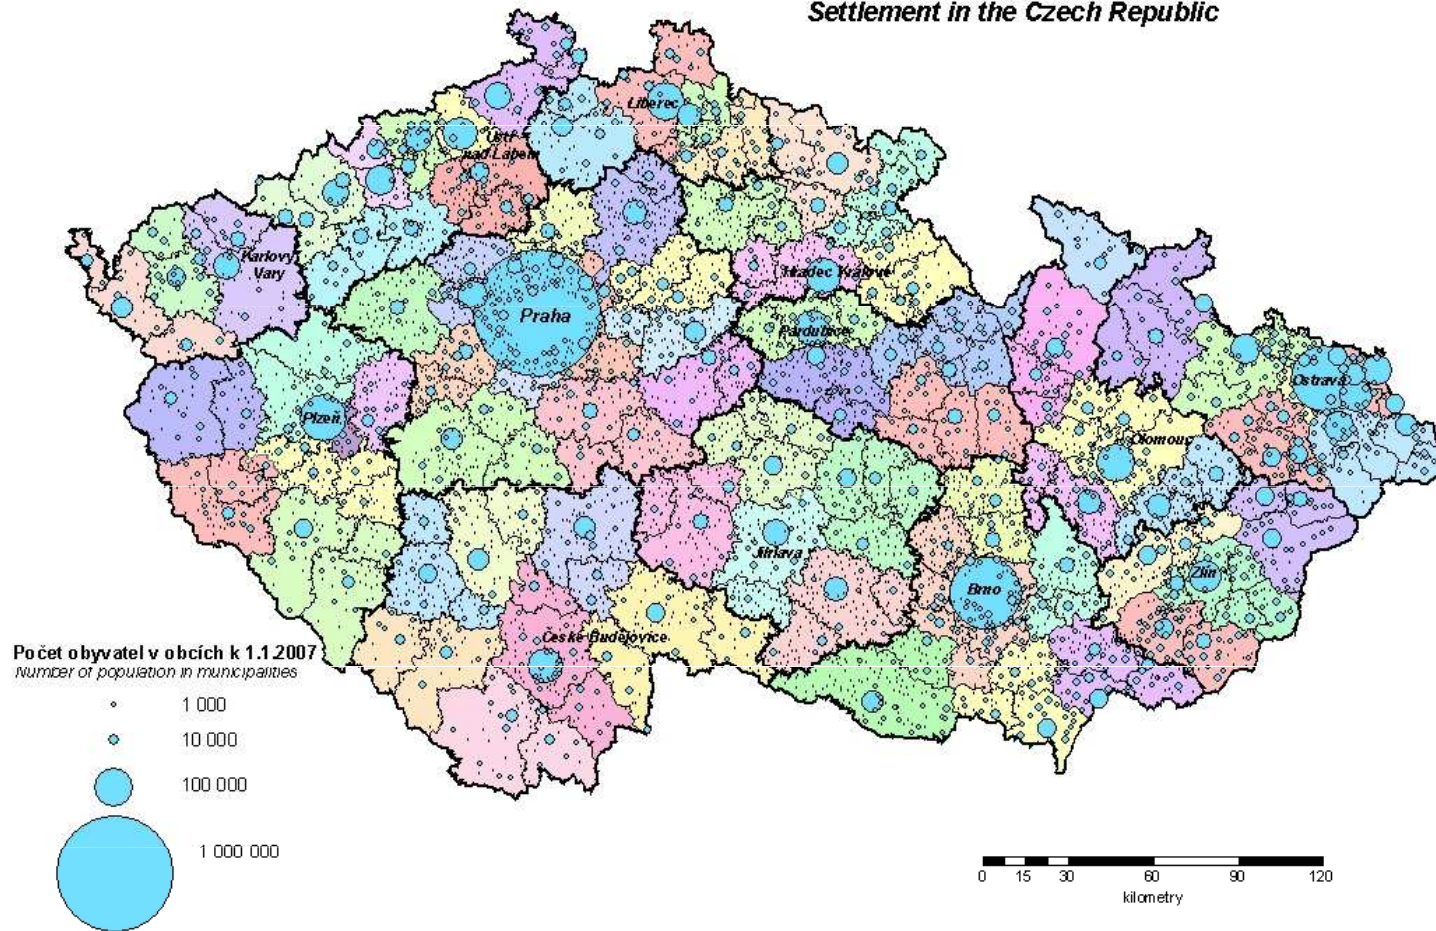 Settlement in the Czech Republic
Liberec
Ústí
nad Labem
Karlovy
Vary
Hradec Králové
Praha
Pardubice
Ostrava
Plzeň
Olomouc
Jihlava
Zlín
Brno
České Budějovice
Počet obyvatel v obcích k 1.1.2007
Number of population in municipalities
1 000
10 000
100 000
1 000 000
0 15 30 60 90 120
kilometry